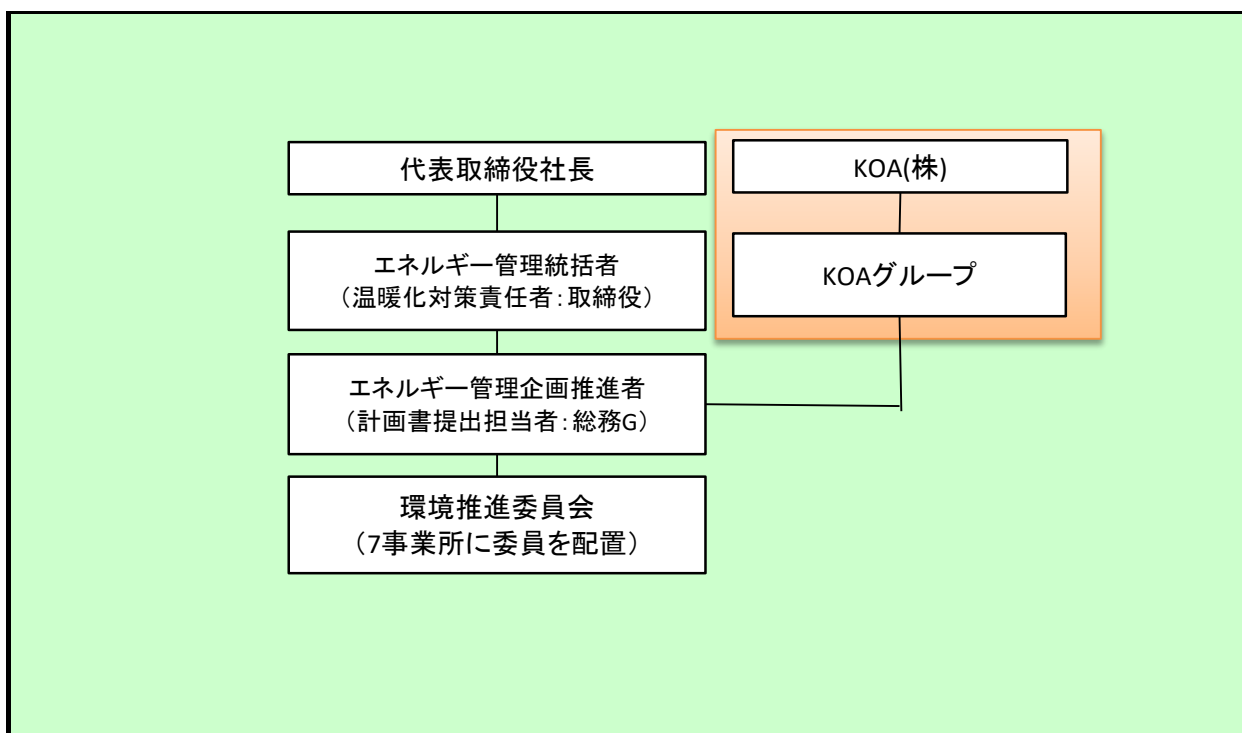 代表取締役社長
エネルギー管理統括者
（温暖化対策責任者：取締役）
エネルギー管理企画推進者
（計画書提出担当者：総務G）
環境推進委員会
（7事業所に委員を配置）
KOA(株)
KOAグループ